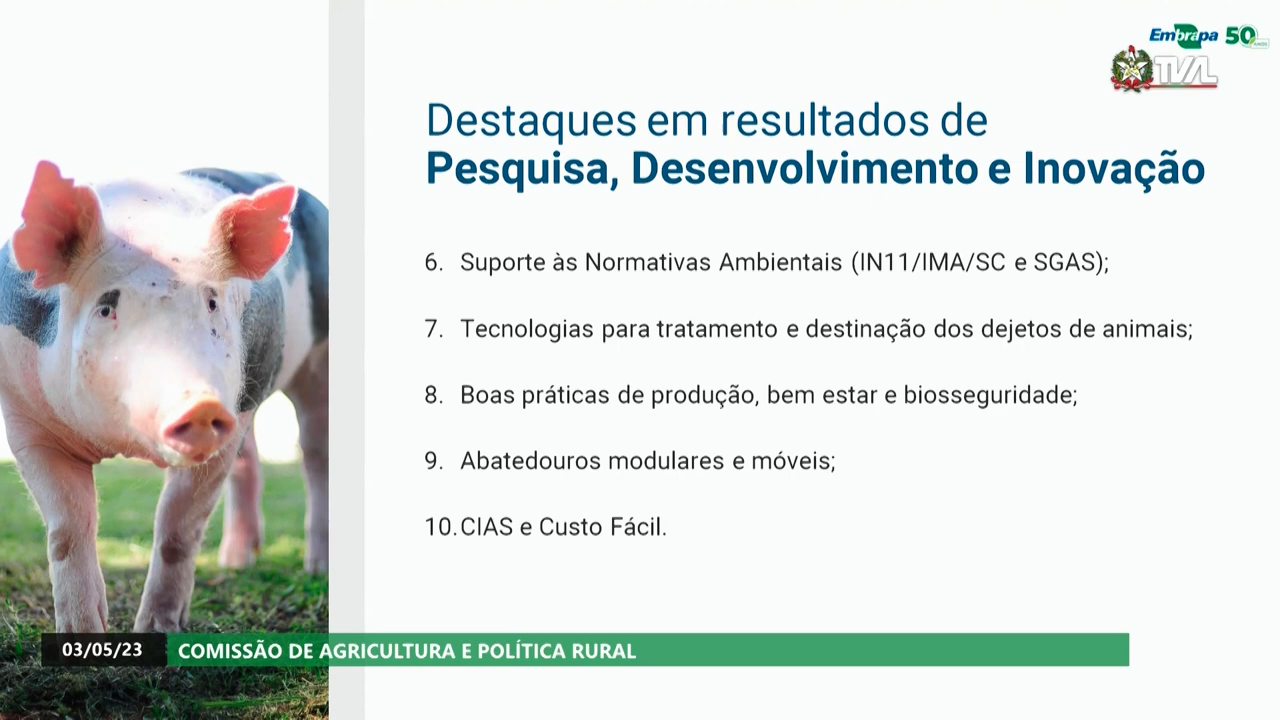 Embrapa 50
TVAL
Destaques em resultados de
Pesquisa, Desenvolvimento e Inovação
6. Suporte às Normativas Ambientais (IN11/IMA/SC e SGAS);
7. Tecnologias para tratamento e destinação dos dejetos de animais;
8. Boas práticas de produção, bem estar e biosseguridade;
9. Abatedouros modulares e móveis;
10. CIAS e Custo Fácil.
03/05/23 COMISSÃO DE AGRICULTURA E POLÍTICA RURAL